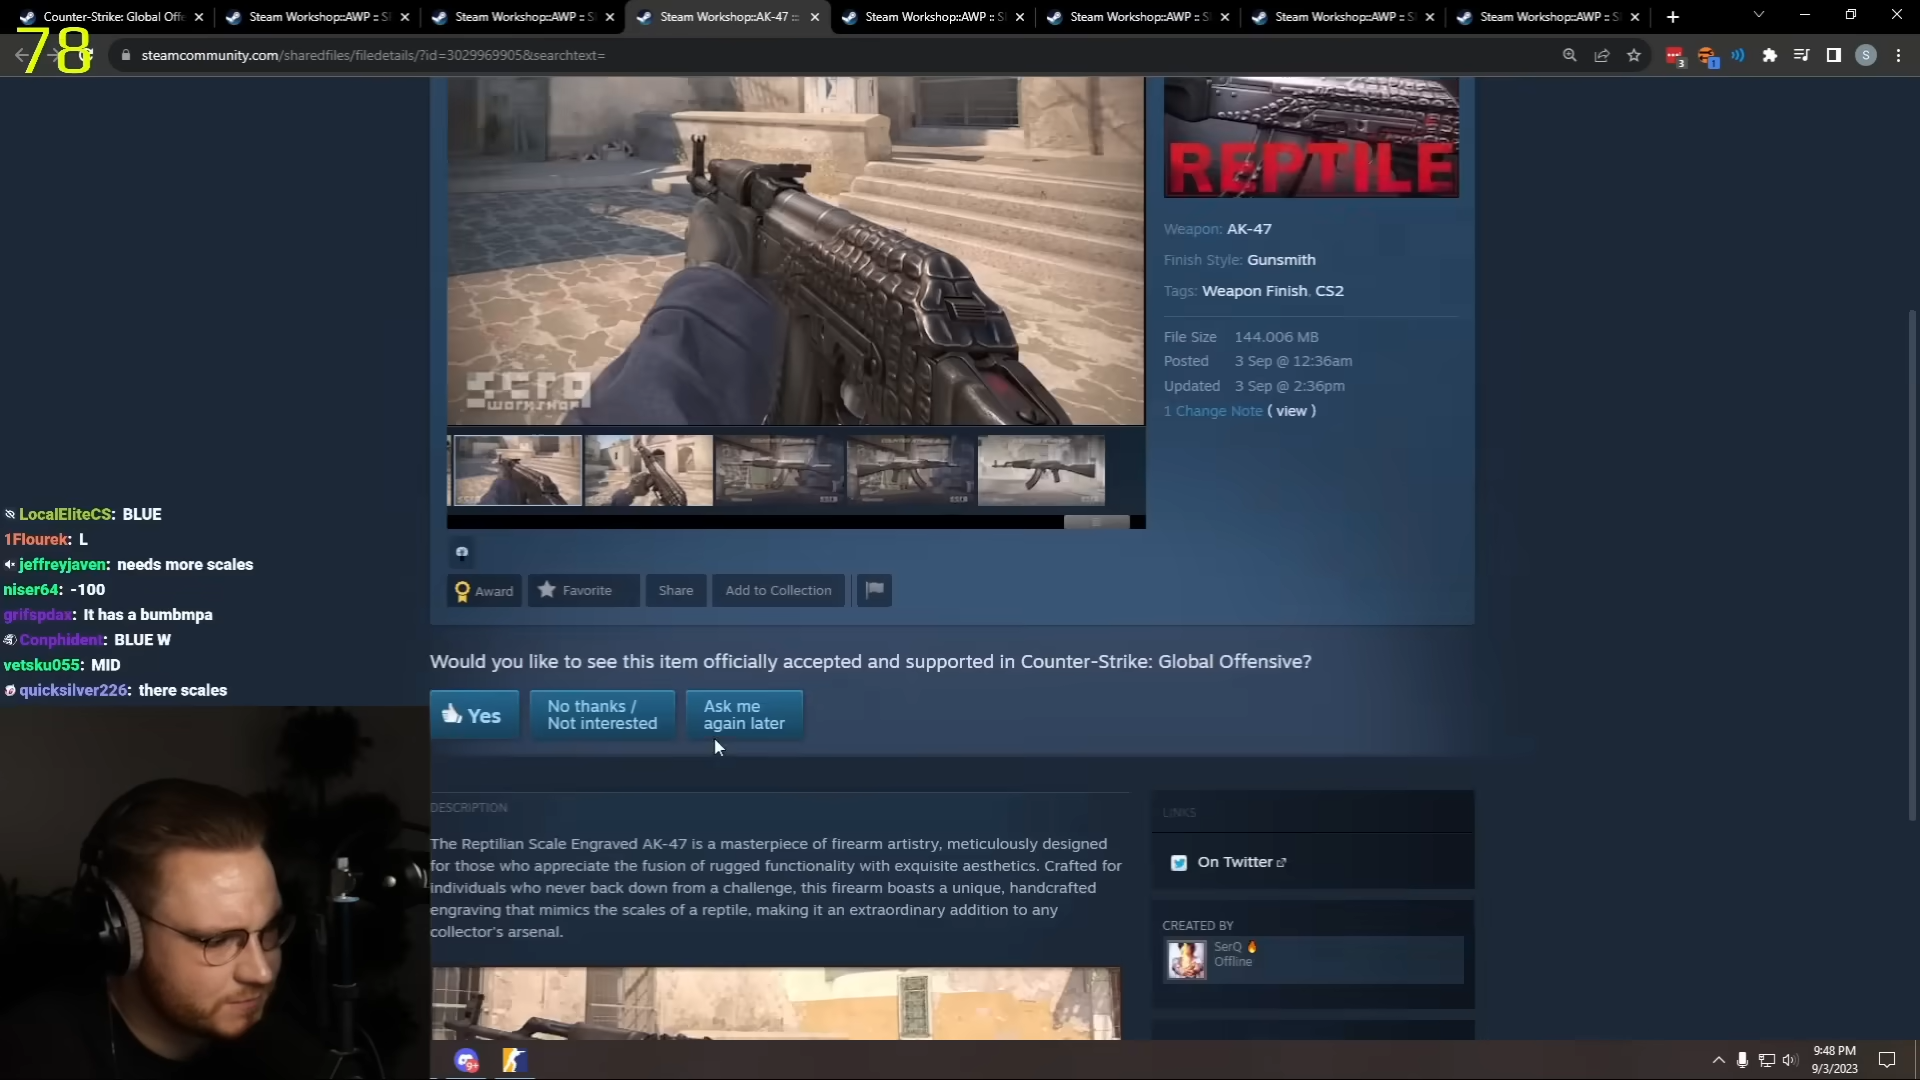 Counter-Strike: Global Offe
Steam Workshop::AWP :: S
Steam Workshop::AWP :: S
Steam Workshop::AK-47 ::
Steam Workshop::AWP :: S
Steam Workshop::AWP :: S
Steam Workshop::AWP :: S
Steam Workshop::AWP :: S
78
steamcommunity.com/sharedfiles/filedetails/?id=3029969905&searchtext=
3
1
S
REPTILE
Weapon: AK-47
Finish Style: Gunsmith
Tags: Weapon Finish, CS2
File Size 144.006 MB
Posted 3 Sep @ 12:36am
Updated 3 Sep @ 2:36pm
1 Change Note ( view )
WORKSHOP
LocalEliteCS: BLUE
1Flourek: L
jeffreyjaven: needs more scales
niser64: -100
grifspdax: It has a bumbmpa
Conphident: BLUE W
vetsku055: MID
quicksilver226: there scales
Award
Favorite
Share
Add to Collection
Would you like to see this item officially accepted and supported in Counter-Strike: Global Offensive?
Yes
No thanks /
Not interested
Ask me
again later
DESCRIPTION
The Reptilian Scale Engraved AK-47 is a masterpiece of firearm artistry, meticulously designed
for those who appreciate the fusion of rugged functionality with exquisite aesthetics. Crafted for
individuals who never back down from a challenge, this firearm boasts a unique, handcrafted
engraving that mimics the scales of a reptile, making it an extraordinary addition to any
collector's arsenal.
LINKS
On Twitter
CREATED BY
SerQ
Offline
9+
9:48 PM
9/3/2023